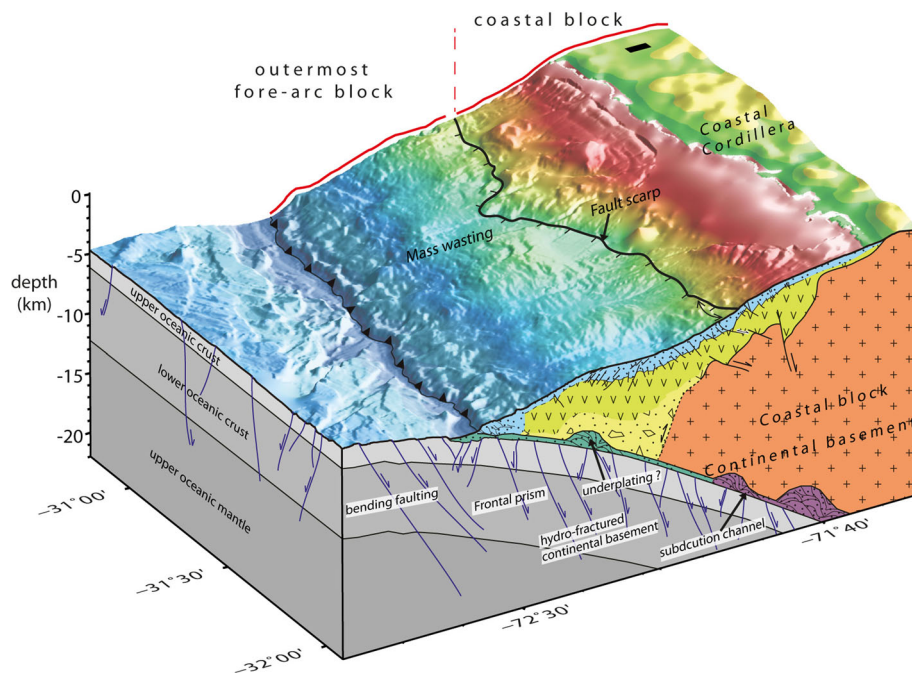 coastal block
outermost
fore-arc block
Coastal
Cordillera
Fault scarp
Mass wasting
0
-5
depth
(km)
-10
-15
-20
upper oceanic crust
lower oceanic crust
upper oceanic mantle
Coastal block
Continental basement
bending faulting
Frontal prism
underplating ?
hydro-fractured
continental basement
subdcution channel
-31°00'
-31°30'
-32°00'
-72°30'
-71°40'